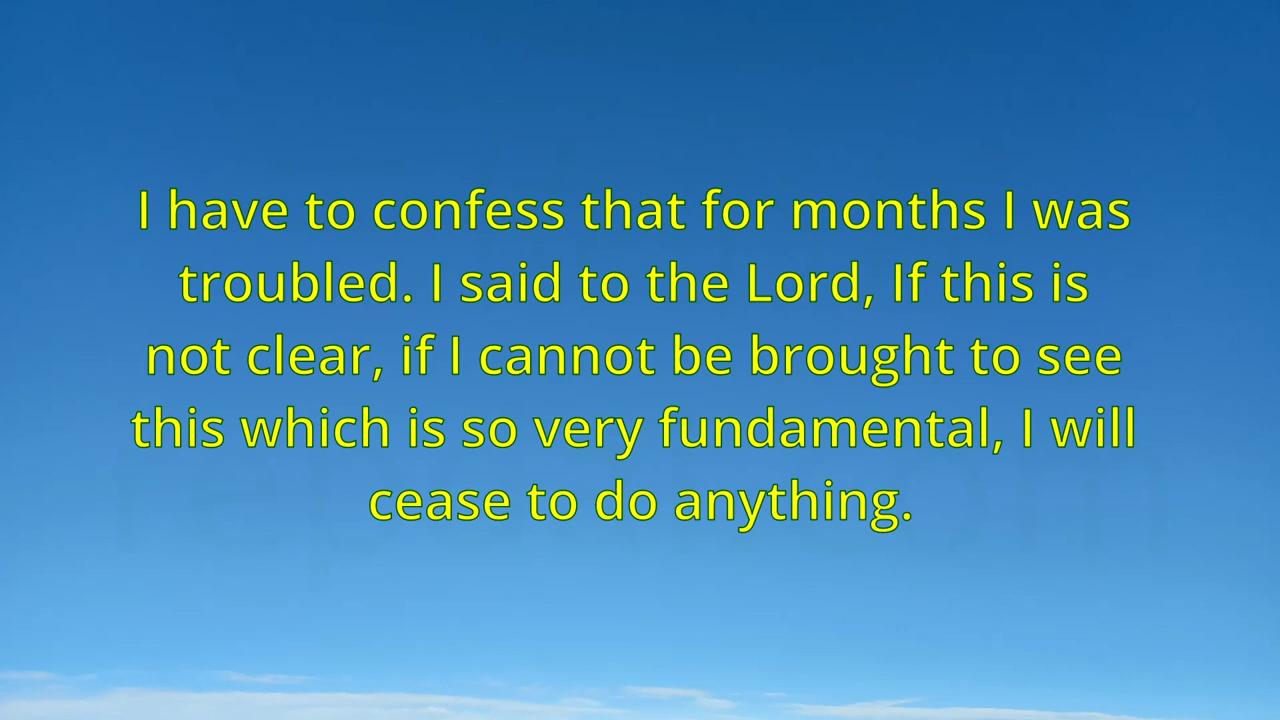 I have to confess that for months I was
troubled. I said to the Lord, If this is
not clear, if I cannot be brought to see
this which is so very fundamental, I will
cease to do anything.